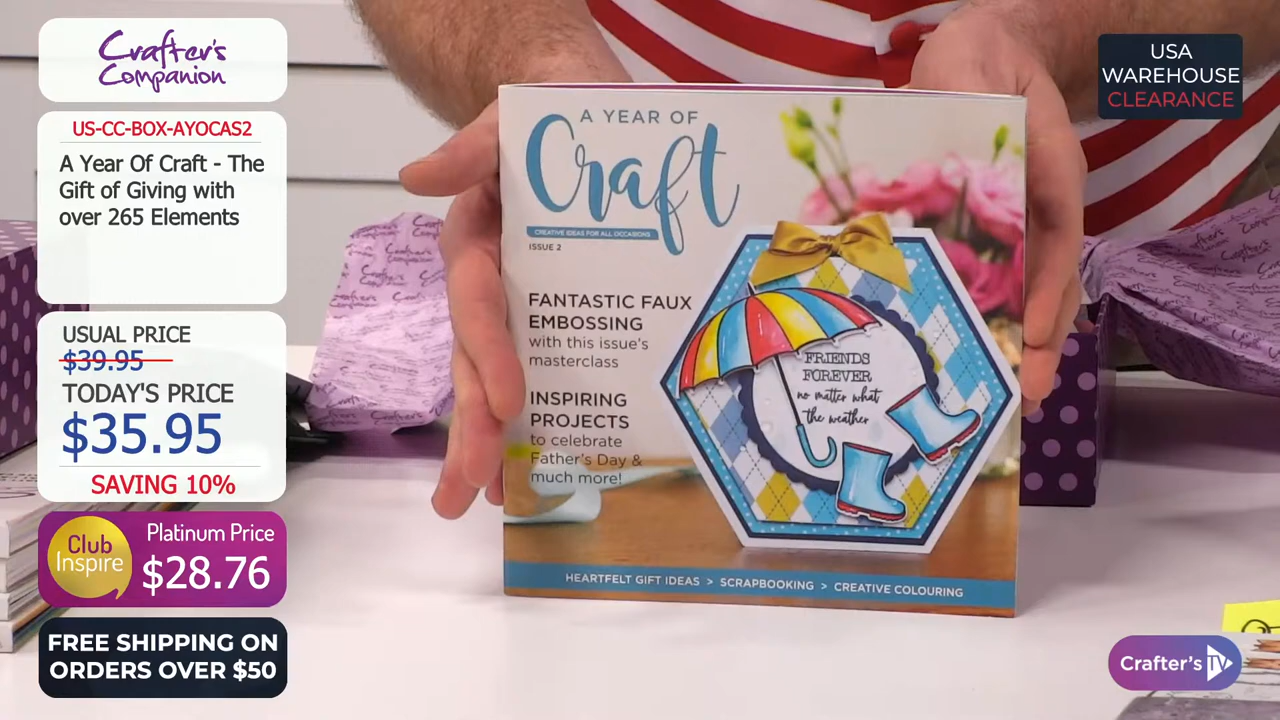 Crafter's
Companion
US-CC-BOX-AYOCAS2
A Year Of Craft - The
Gift of Giving with
over 265 Elements
USUAL PRICE
$39.95
TODAY'S PRICE
$35.95
SAVING 10%
Club
Inspire
Platinum Price
$28.76
FREE SHIPPING ON
ORDERS OVER $50
USA
WAREHOUSE
CLEARANCE
A YEAR OF
Craft
CREATIVE IDEAS FOR ALL OCCASIONS
ISSUE 2
FANTASTIC FAUX
EMBOSSING
with this issue's
masterclass
INSPIRING
PROJECTS
to celebrate
Father's Day &
much more!
FRIENDS
FOREVER
no matter what
the weather
HEARTFELT GIFT IDEAS > SCRAPBOOKING > CREATIVE COLOURING
Crafter's
Companion
Crafter's TV